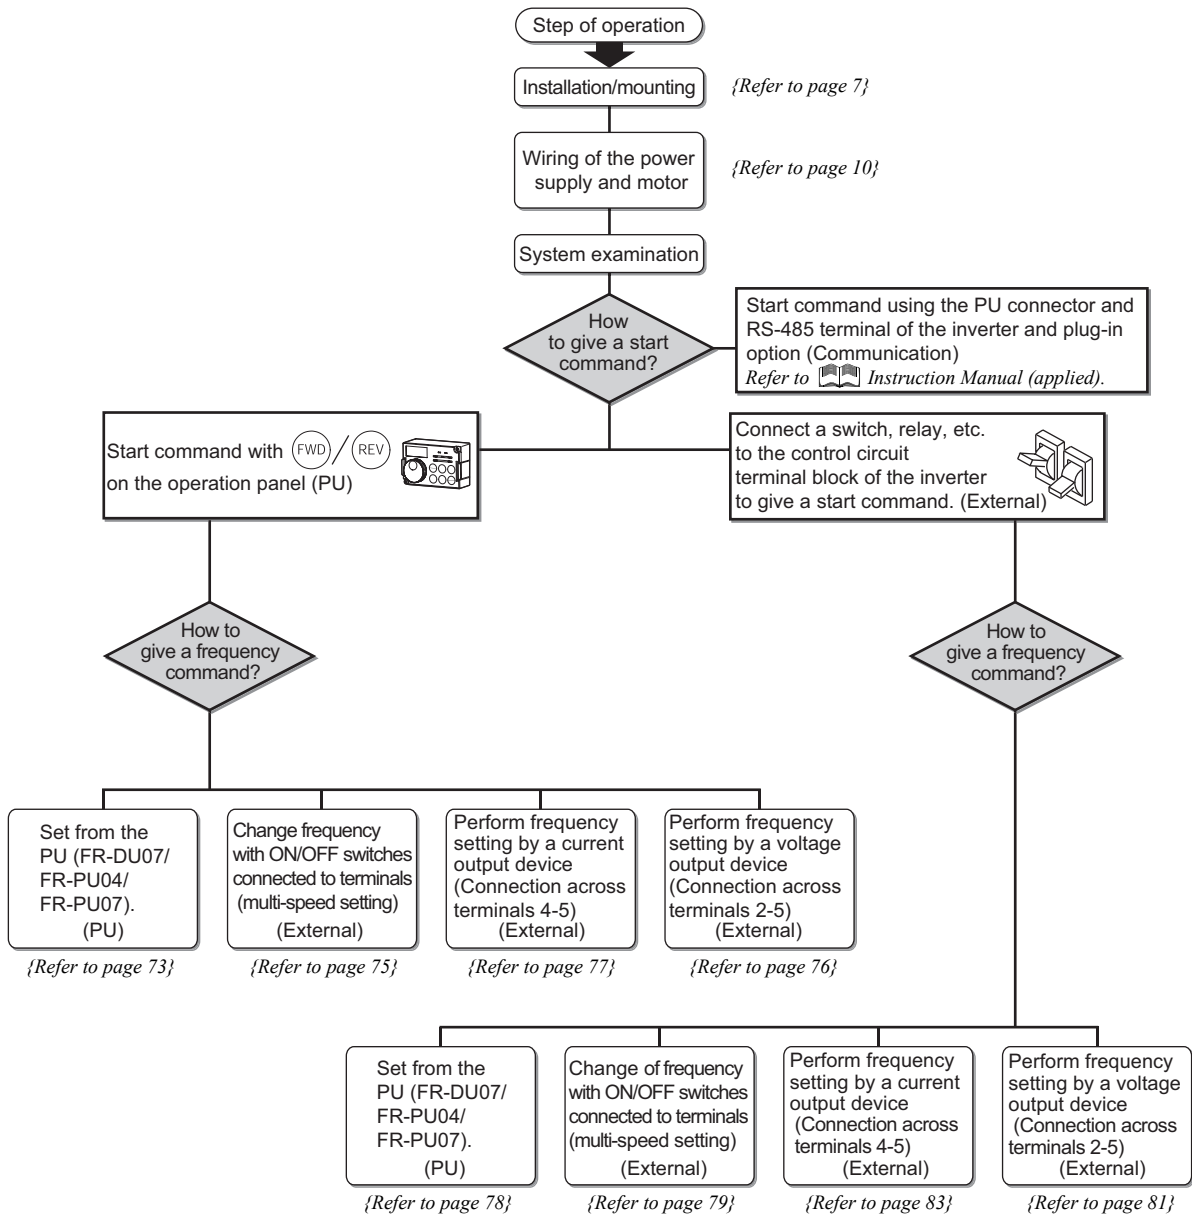 Step of operation
Installation/mounting
{Refer to page 7}
Wiring of the power
supply and motor
{Refer to page 10}
System examination
How
to give a start
command?
Start command using the PU connector and
RS-485 terminal of the inverter and plug-in
option (Communication)
Refer to Instruction Manual (applied).
Start command with FWD / REV
on the operation panel (PU)
Connect a switch, relay, etc.
to the control circuit
terminal block of the inverter
to give a start command. (External)
How to
give a frequency
command?
How to
give a frequency
command?
Set from the
PU (FR-DU07/
FR-PU04/
FR-PU07).
(PU)
{Refer to page 73}
Change frequency
with ON/OFF switches
connected to terminals
(multi-speed setting)
(External)
{Refer to page 75}
Perform frequency
setting by a current
output device
(Connection across
terminals 4-5)
(External)
{Refer to page 77}
Perform frequency
setting by a voltage
output device
(Connection across
terminals 2-5)
(External)
{Refer to page 76}
Set from the
PU (FR-DU07/
FR-PU04/
FR-PU07).
(PU)
{Refer to page 78}
Change of frequency
with ON/OFF switches
connected to terminals
(multi-speed setting)
(External)
{Refer to page 79}
Perform frequency
setting by a current
output device
(Connection across
terminals 4-5)
(External)
{Refer to page 83}
Perform frequency
setting by a voltage
output device
(Connection across
terminals 2-5)
(External)
{Refer to page 81}